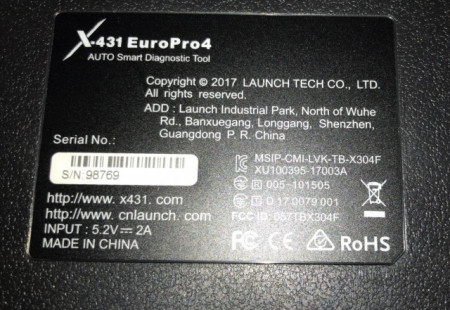 X-431 EuroPro4
AUTO Smart Diagnostic Tool
Copyright © 2017 LAUNCH TECH CO., LTD.
All rights reserved.
ADD : Launch Industrial Park, North of Wuhe
Rd., Banxuegang, Longgang, Shenzhen,
Guangdong P. R. China
Serial No.:
S/N:98769
MSIP-CMI-LVK-TB-X304F
XU100395-17003A
005-101505
D 17 0079 001
FCC ID: 
http://www. x431. com
http://www. cnlaunch. com
INPUT : 5.2V⎓ 2A
MADE IN CHINA
FC CE RoHS